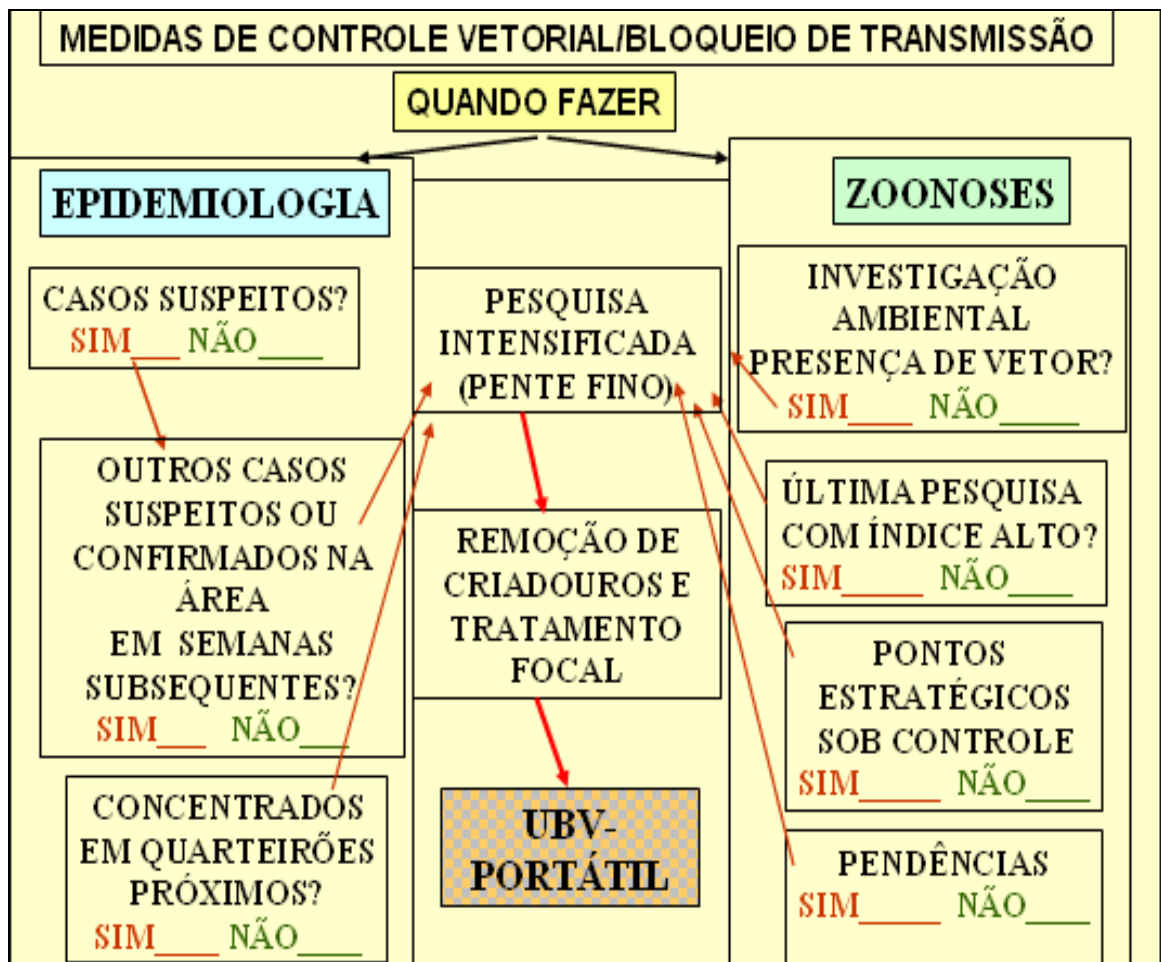 MEDIDAS DE CONTROLE VETORIAL/BLOQUEIO DE TRANSMISSÃO
QUANDO FAZER
EPIDEMIOLOGIA
CASOS SUSPEITOS?
SIM___ NÃO____
OUTROS CASOS
SUSPEITOS OU
CONFIRMADOS NA
ÁREA
EM SEMANAS
SUBSEQUENTES?
SIM___ NÃO___
CONCENTRADOS
EM QUARTEIRÕES
PRÓXIMOS?
SIM____ NÃO____
PESQUISA
INTENSIFICADA
(PENTE FINO)
REMOÇÃO DE
CRIADOUROS E
TRATAMENTO
FOCAL
UBV-
PORTÁTIL
ZOONOSES
INVESTIGAÇÃO
AMBIENTAL
PRESENÇA DE VETOR?
SIM____ NÃO_____
ÚLTIMA PESQUISA
COM ÍNDICE ALTO?
SIM_____ NÃO____
PONTOS
ESTRATÉGICOS
SOB CONTROLE
SIM_____ NÃO____
PENDÊNCIAS
SIM_____ NÃO____